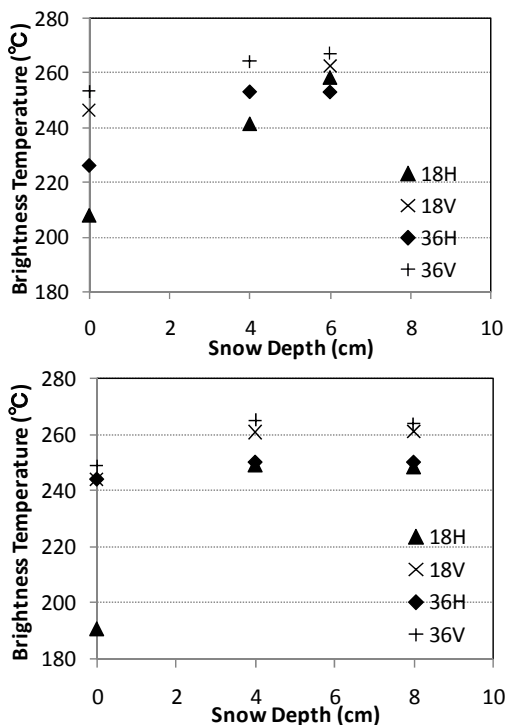 280
260
240
220
200
180
Brightness Temperature (℃)
18H
18V
36H
36V
0 2 4 6 8 10
Snow Depth (cm)
280
260
240
220
200
180
Brightness Temperature (℃)
18H
18V
36H
36V
0 2 4 6 8 10
Snow Depth (cm)